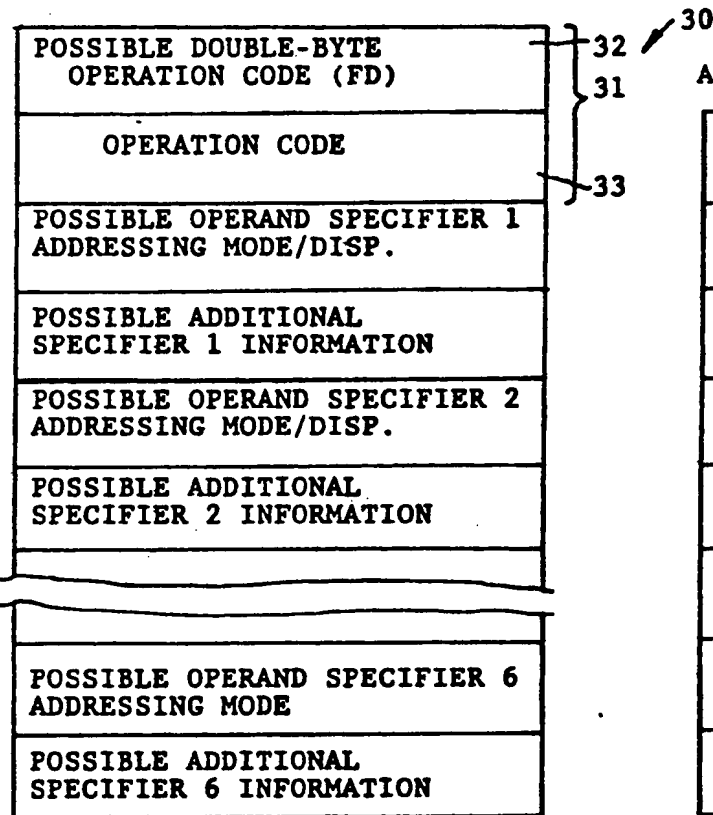 30
POSSIBLE DOUBLE-BYTE
OPERATION CODE (FD)
32
31
A
OPERATION CODE
33
POSSIBLE OPERAND SPECIFIER 1
ADDRESSING MODE/DISP.
POSSIBLE ADDITIONAL
SPECIFIER 1 INFORMATION
POSSIBLE OPERAND SPECIFIER 2
ADDRESSING MODE/DISP.
POSSIBLE ADDITIONAL
SPECIFIER 2 INFORMATION
POSSIBLE OPERAND SPECIFIER 6
ADDRESSING MODE
POSSIBLE ADDITIONAL
SPECIFIER 6 INFORMATION